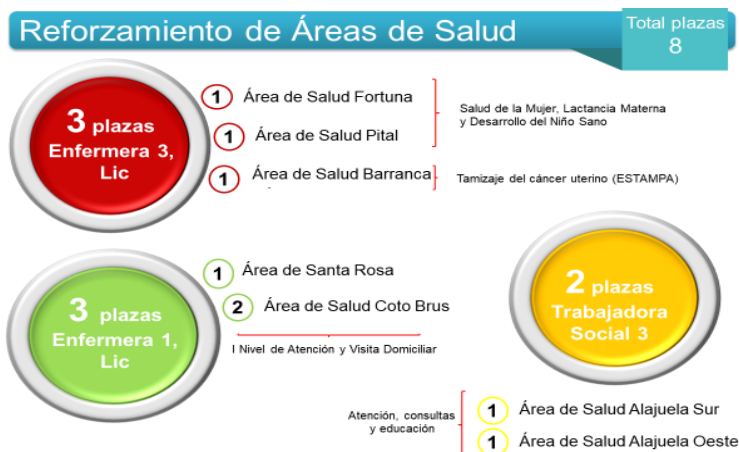 Reforzamiento de Áreas de Salud
Total plazas
8
3 plazas
Enfermera 3,
Lic
1 Área de Salud Fortuna
1 Área de Salud Pital
1 Área de Salud Barranca
Salud de la Mujer, Lactancia Materna
y Desarrollo del Niño Sano
Tamizaje del cáncer uterino (ESTAMPA)
3 plazas
Enfermera 1,
Lic
1 Área de Santa Rosa
2 Área de Salud Coto Brus
I Nivel de Atención y Visita Domiciliar
2 plazas
Trabajadora
Social 3
Atención, consultas
y educación
1 Área de Salud Alajuela Sur
1 Área de Salud Alajuela Oeste